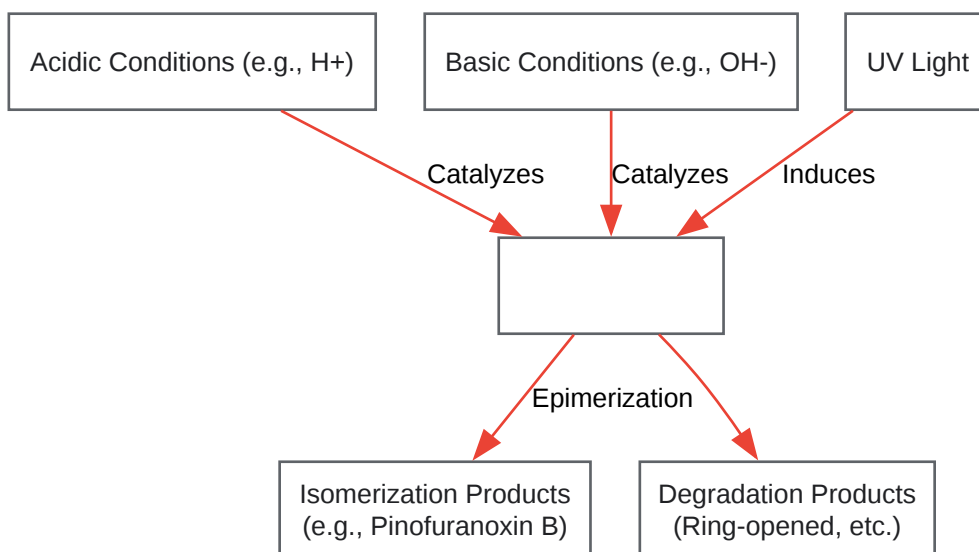 Acidic Conditions (e.g., H+)
Basic Conditions (e.g., OH-)
UV Light
Catalyzes
Catalyzes
Induces
Epimerization
Isomerization Products
(e.g., Pinofuranoxin B)
Degradation Products
(Ring-opened, etc.)